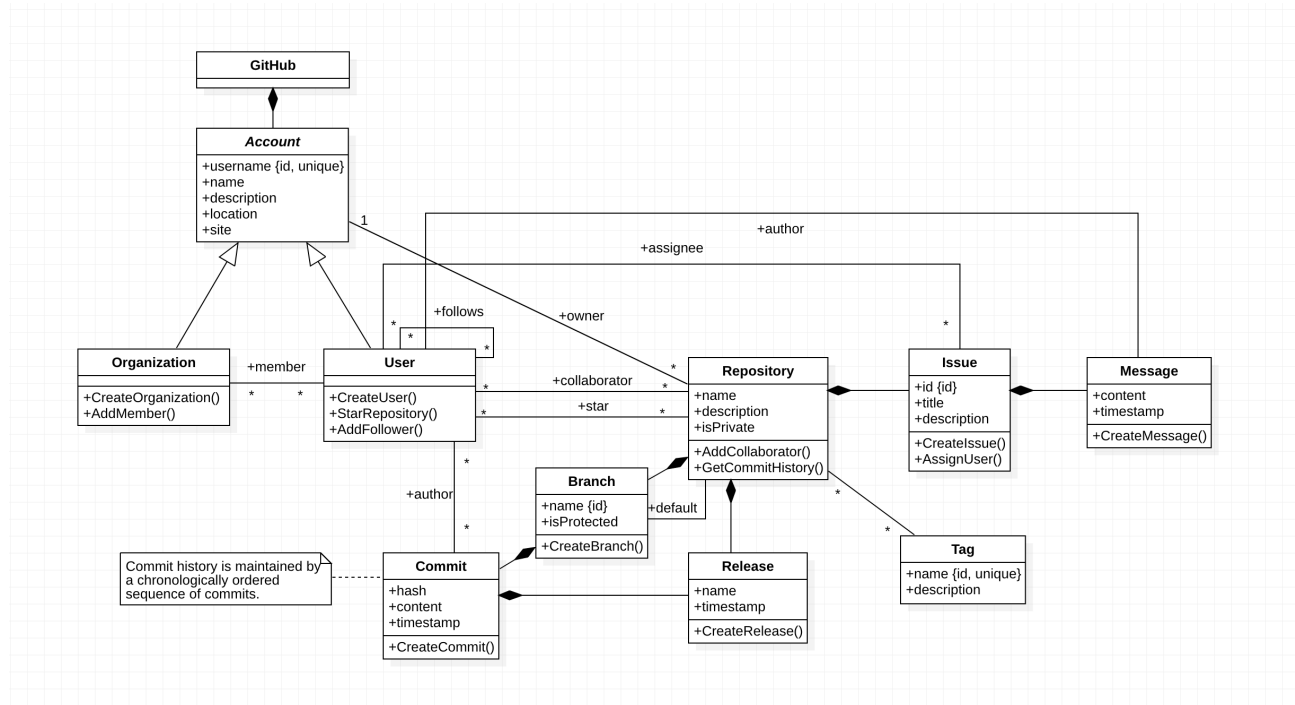 GitHub
Account
+username {id, unique}
+name
+description
+location
+site
1
+author
+assignee
+follows
*
*
*
*
+owner
*
Organization
+CreateOrganization()
+AddMember()
+member
*
*
User
+CreateUser()
+StarRepository()
+AddFollower()
+collaborator
*
*
+star
*
*
Repository
+name
+description
+isPrivate
+AddCollaborator()
+GetCommitHistory()
Issue
+id {id}
+title
+description
+CreateIssue()
+AssignUser()
Message
+content
+timestamp
+CreateMessage()
*
+author
*
Branch
+name {id}
+isProtected
+CreateBranch()
+default
*
*
Tag
+name {id, unique}
+description
Commit history is maintained by
a chronologically ordered
sequence of commits.
Commit
+hash
+content
+timestamp
+CreateCommit()
Release
+name
+timestamp
+CreateRelease()